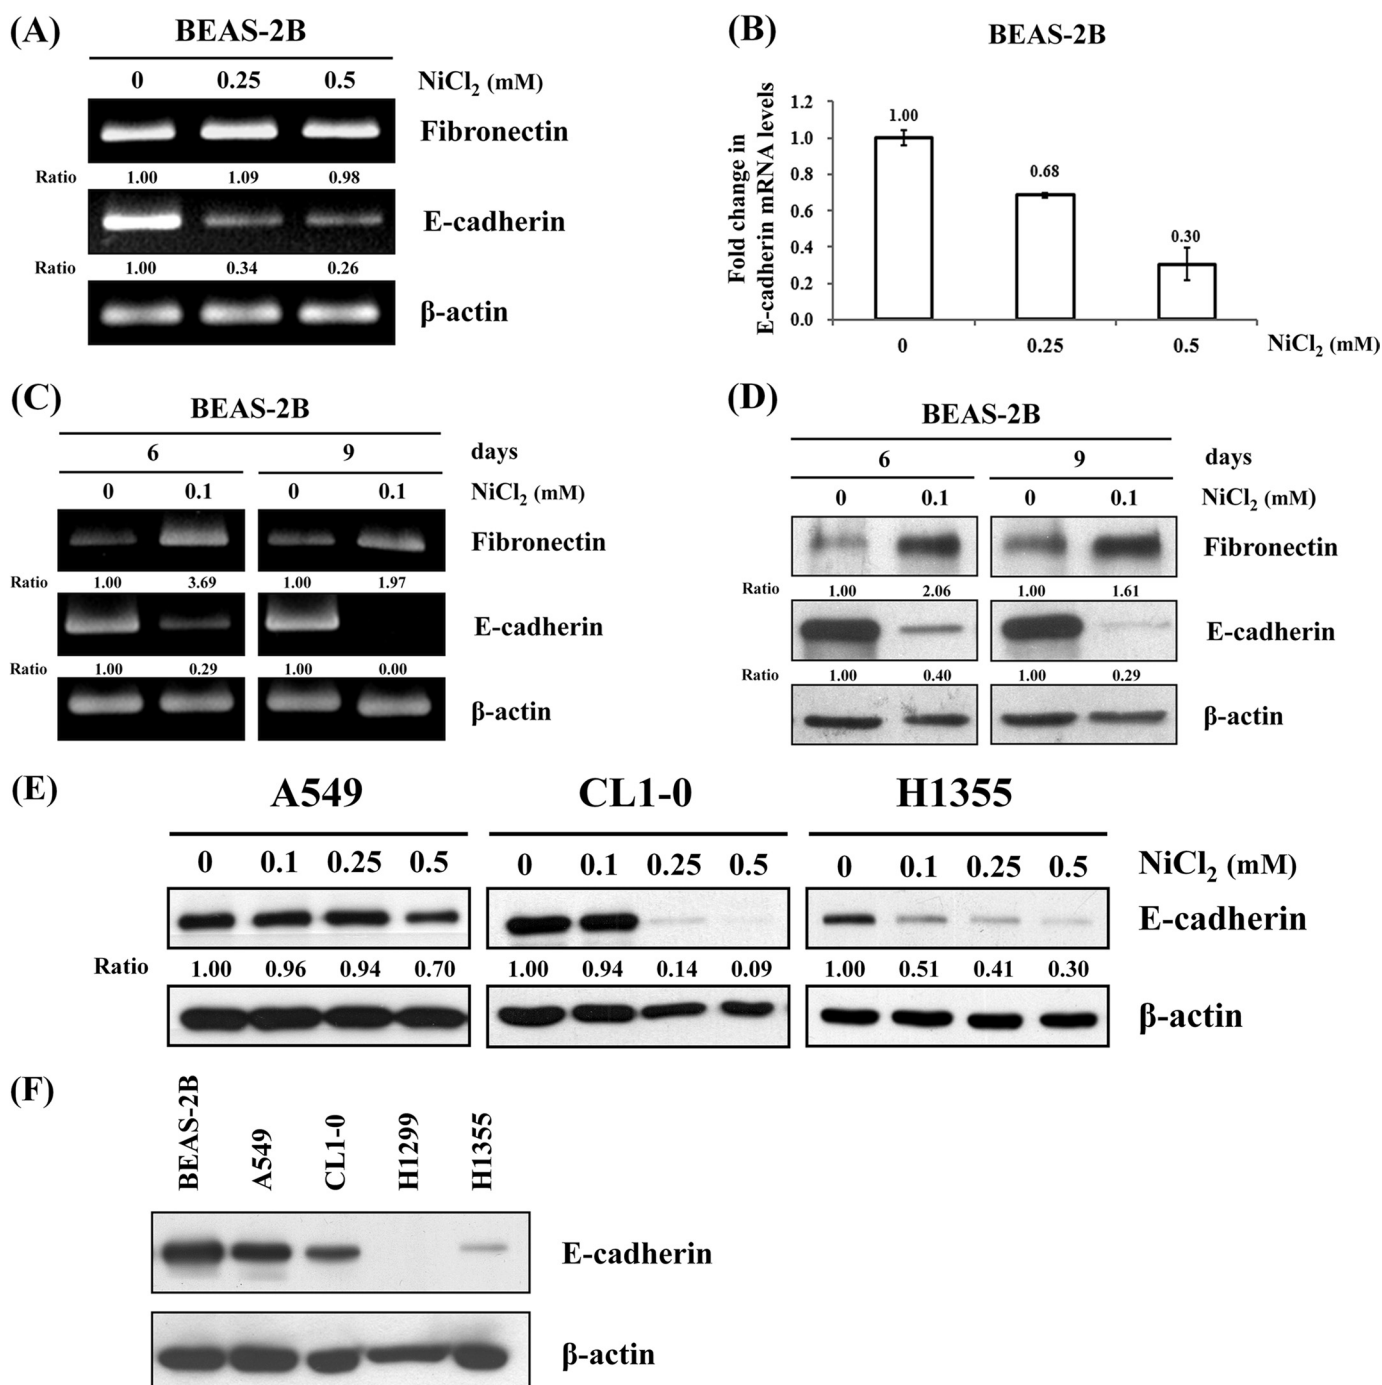 (A)
BEAS-2B
0 0.25 0.5 NiCl₂ (mM)
Fibronectin
Ratio 1.00 1.09 0.98
E-cadherin
Ratio 1.00 0.34 0.26
β-actin
(B)
BEAS-2B
Fold change in
E-cadherin mRNA levels
1.2
1.0
0.8
0.6
0.4
0.2
0.0
1.00
0.68
0.30
0 0.25 0.5 NiCl₂ (mM)
(C)
BEAS-2B
6 9 days
0 0.1 0 0.1 NiCl₂ (mM)
Fibronectin
Ratio 1.00 3.69 1.00 1.97
E-cadherin
Ratio 1.00 0.29 1.00 0.00
β-actin
(D)
BEAS-2B
6 9 days
0 0.1 0 0.1 NiCl₂ (mM)
Fibronectin
Ratio 1.00 2.06 1.00 1.61
E-cadherin
Ratio 1.00 0.40 1.00 0.29
β-actin
(E)
A549 CL1-0 H1355
0 0.1 0.25 0.5 0 0.1 0.25 0.5 0 0.1 0.25 0.5 NiCl₂ (mM)
E-cadherin
Ratio 1.00 0.96 0.94 0.70 1.00 0.94 0.14 0.09 1.00 0.51 0.41 0.30
β-actin
(F)
BEAS-2B
A549
CL1-0
H1299
H1355
E-cadherin
β-actin